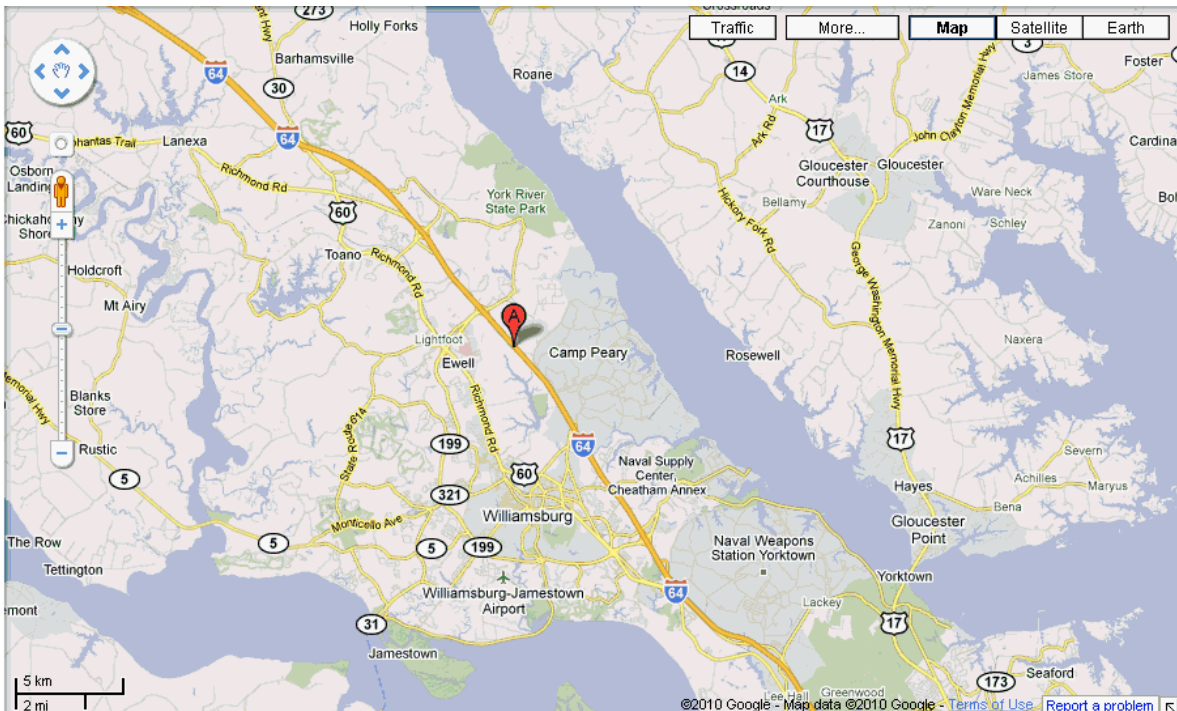 273
Crossroads
Traffic
More...
Map
Satellite
Earth
Holly Forks
Barhamsville
Roane
14
3
Foster
James Store
64
30
Ark
Ark Rd
17
John Clayton Memorial Hwy
60
Lanexa
64
Cardina
Osborn
Landing
Richmond Rd
Gloucester
Courthouse
Gloucester
York River
State Park
Ware Neck
Bellamy
Hickory Fork Rd
Zanoni
Schley
60
Toano
Richmond Rd
George Washington Memorial Hwy
Holdcroft
Mt Airy
A
Lightfoot
Ewell
Camp Peary
Rosewell
Naxera
Blanks
Store
Richmond Rd
State Route 614
Rustic
199
64
17
5
60
Naval Supply
Center,
Cheatham Annex
Severn
Achilles
Maryus
Hayes
Bena
321
Williamsburg
Monticello Ave
Gloucester
Point
The Row
5
5
199
Naval Weapons
Station Yorktown
Tettington
Williamsburg-Jamestown
Airport
64
Yorktown
Lackey
17
31
Jamestown
5 km
2 mi
Lee Hall
Greenwood
173
Seaford
©2010 Google - Map data ©2010 Google - Terms of Use
Report a problem